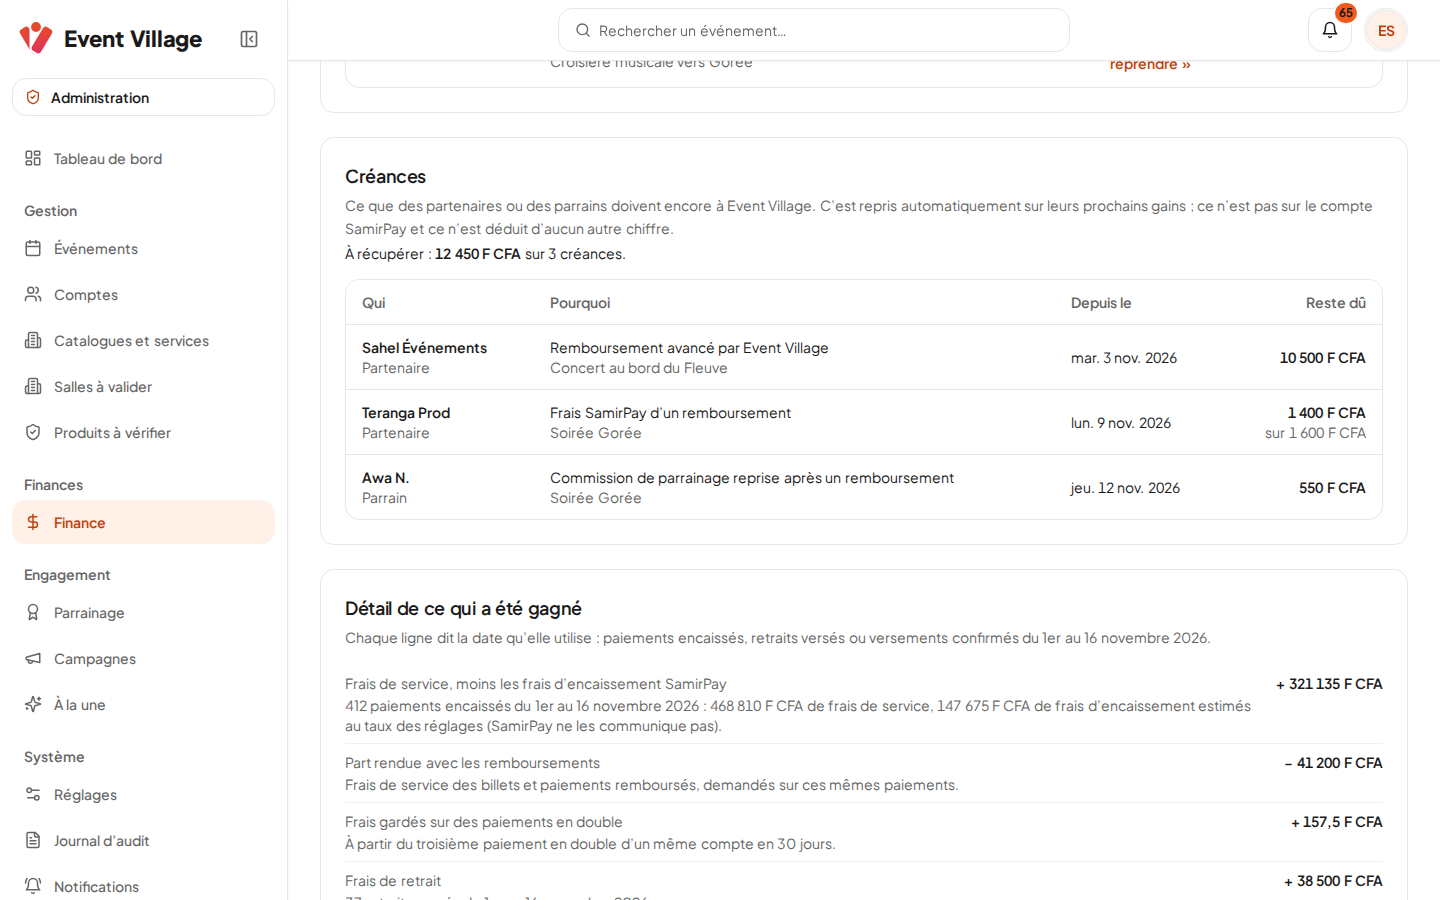 Event Village
Rechercher un événement…
65
ES
Administration
Croisière musicale vers Gorée
reprendre »
Tableau de bord
Gestion
Événements
Comptes
Catalogues et services
Salles à valider
Produits à vérifier
Finances
Finance
Engagement
Parrainage
Campagnes
À la une
Système
Réglages
Journal d’audit
Notifications
Créances
Ce que des partenaires ou des parrains doivent encore à Event Village. C’est repris automatiquement sur leurs prochains gains ; ce n’est pas sur le compte
SamirPay et ce n’est déduit d’aucun autre chiffre.
À récupérer : 12 450 F CFA sur 3 créances.
Qui Pourquoi Depuis le Reste dû
Sahel Événements Remboursement avancé par Event Village mar. 3 nov. 2026 10 500 F CFA
Partenaire Concert au bord du Fleuve
Teranga Prod Frais SamirPay d’un remboursement lun. 9 nov. 2026 1 400 F CFA
Partenaire Soirée Gorée sur 1 600 F CFA
Awa N. Commission de parrainage reprise après un remboursement jeu. 12 nov. 2026 550 F CFA
Parrain Soirée Gorée
Détail de ce qui a été gagné
Chaque ligne dit la date qu’elle utilise : paiements encaissés, retraits versés ou versements confirmés du 1er au 16 novembre 2026.
Frais de service, moins les frais d’encaissement SamirPay + 321 135 F CFA
412 paiements encaissés du 1er au 16 novembre 2026 : 468 810 F CFA de frais de service, 147 675 F CFA de frais d’encaissement estimés
au taux des réglages (SamirPay ne les communique pas).
Part rendue avec les remboursements − 41 200 F CFA
Frais de service des billets et paiements remboursés, demandés sur ces mêmes paiements.
Frais gardés sur des paiements en double + 157,5 F CFA
À partir du troisième paiement en double d’un même compte en 30 jours.
Frais de retrait + 38 500 F CFA